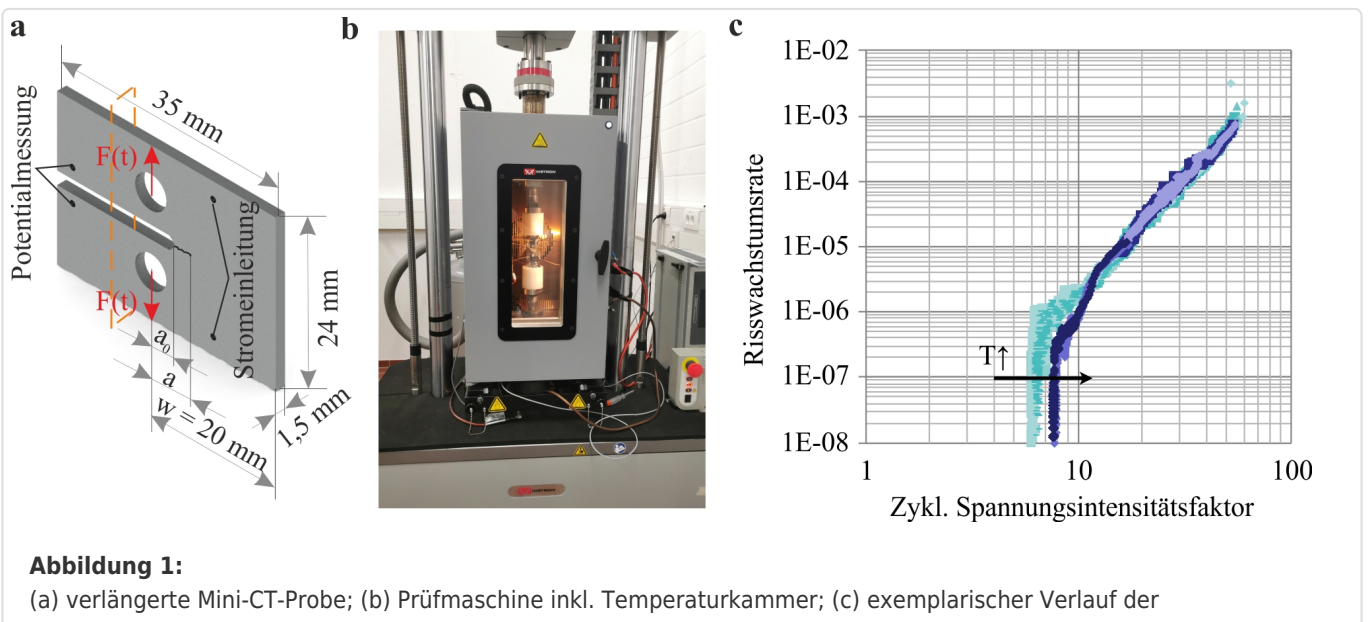 a
35 mm
Potentialmessung
F(t)
F(t)
Stromeinleitung
24 mm
a₀
a
w = 20 mm
1,5 mm
b
INSTRON
INSTRON
c
1E-02
1E-03
1E-04
1E-05
1E-06
1E-07
1E-08
Risswachstumsrate
T↑
1
10
100
Zykl. Spannungsintensitätsfaktor
Abbildung 1:
(a) verlängerte Mini-CT-Probe; (b) Prüfmaschine inkl. Temperaturkammer; (c) exemplarischer Verlauf der